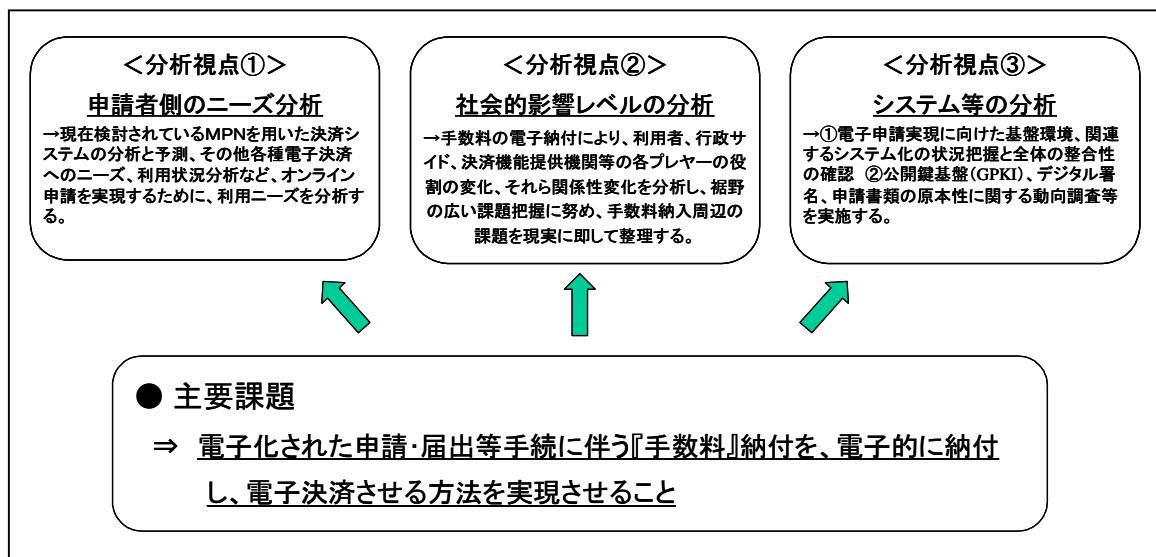 <分析視点①>
申請者側のニーズ分析
→現在検討されているMPNを用いた決済シ
ステムの分析と予測、その他各種電子決済
へのニーズ、利用状況分析など、オンライン
申請を実現するために、利用ニーズを分析す
る。
<分析視点②>
社会的影響レベルの分析
→手数料の電子納付により、利用者、行政サ
イド、決済機能提供機関等の各プレヤーの役
割の変化、それら関係性変化を分析し、裾野
の広い課題把握に努め、手数料納入周辺の
課題を現実に即して整理する。
<分析視点③>
システム等の分析
→①電子申請実現に向けた基盤環境、関連
するシステム化の状況把握と全体の整合性
の確認 ②公開鍵基盤(GPKI)、デジタル署
名、申請書類の原本性に関する動向調査等
を実施する。
● 主要課題
⇒ 電子化された申請・届出等手続に伴う『手数料』納付を、電子的に納付
し、電子決済させる方法を実現させること